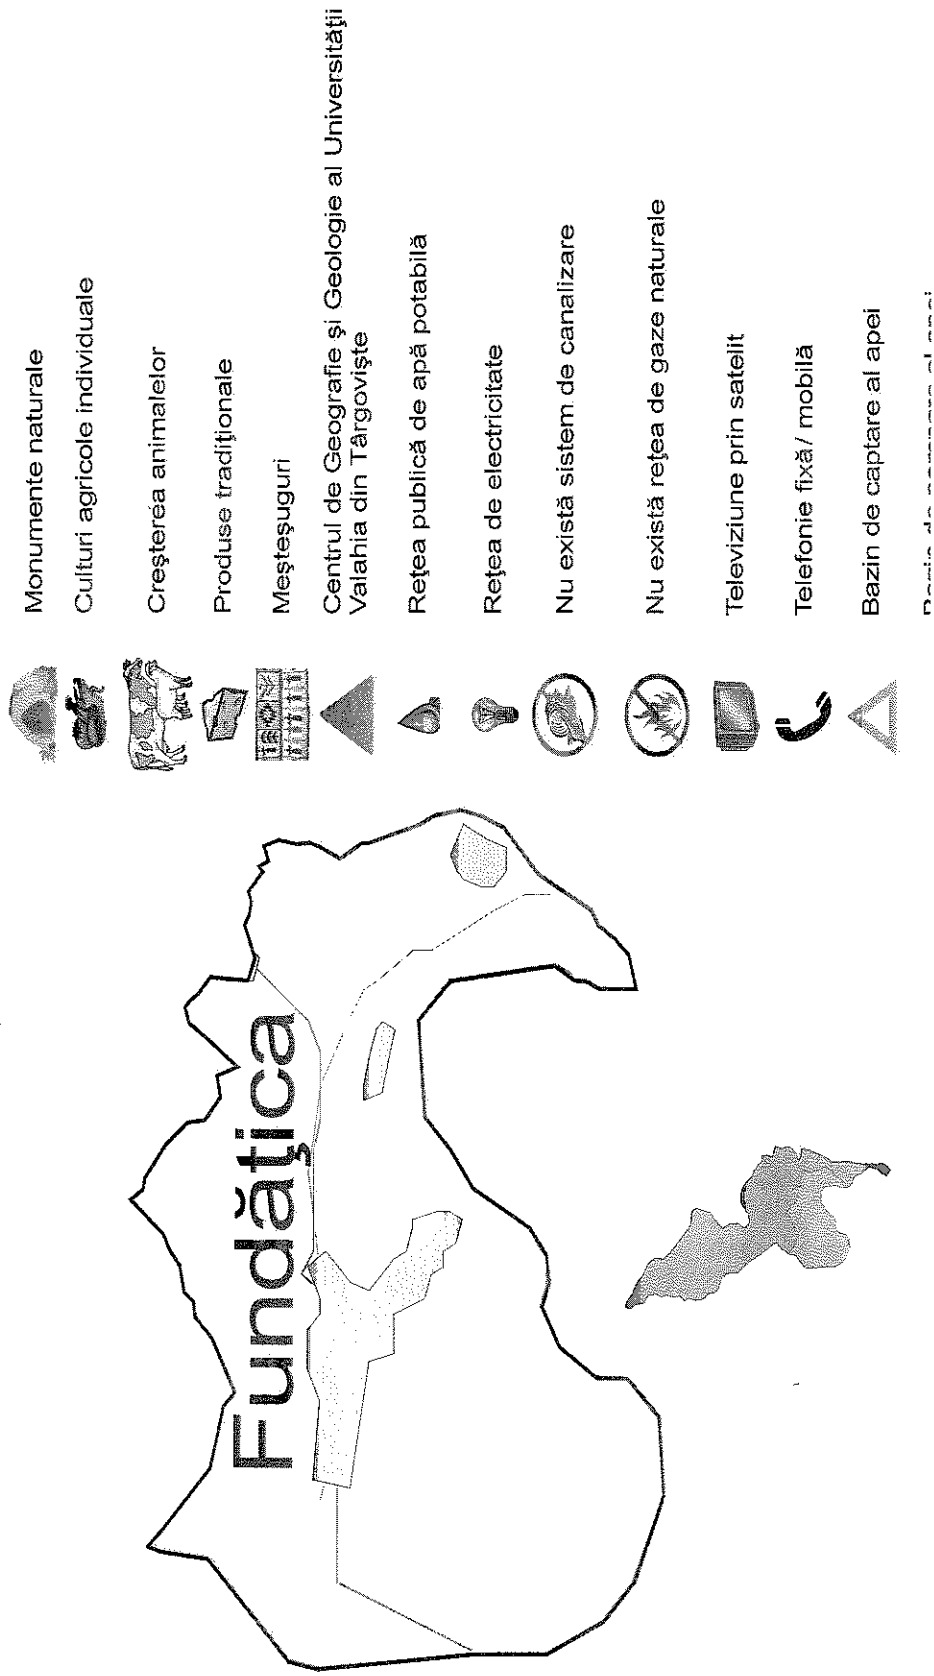 Fundăţica
Monumente naturale
Culturi agricole individuale
Creşterea animalelor
Produse tradiţionale
Meşteşuguri
Centrul de Geografie şi Geologie al Universităţii
Valahia din Târgovişte
Reţea publică de apă potabilă
Reţea de electricitate
Nu există sistem de canalizare
Nu există reţea de gaze naturale
Televiziune prin satelit
Telefonie fixă/ mobilă
Bazin de captare al apei